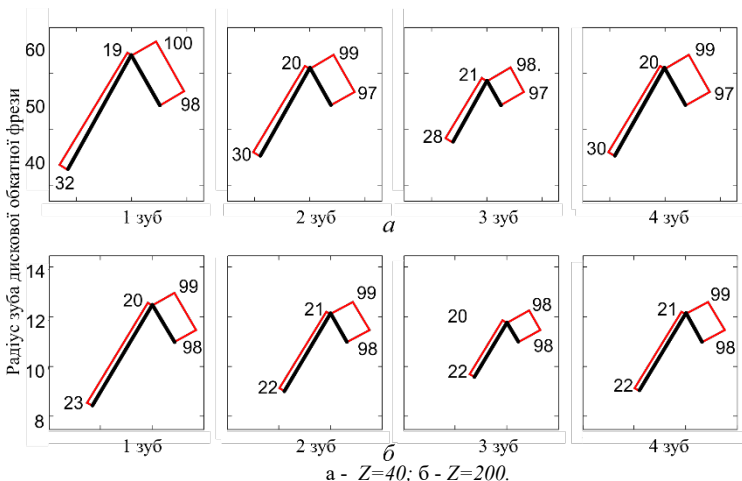 Радіус зуба дискової обкатної фрези
60
50
40
19 100 98 32
20 99 97 30
21 98. 97 28
20 99 97 30
1 зуб 2 зуб 3 зуб 4 зуб
а
14
12
10
8
20 99 98 23
21 99 98 22
20 98 98 22
21 99 98 22
1 зуб 2 зуб 3 зуб 4 зуб
б
а - Z=40; б - Z=200.